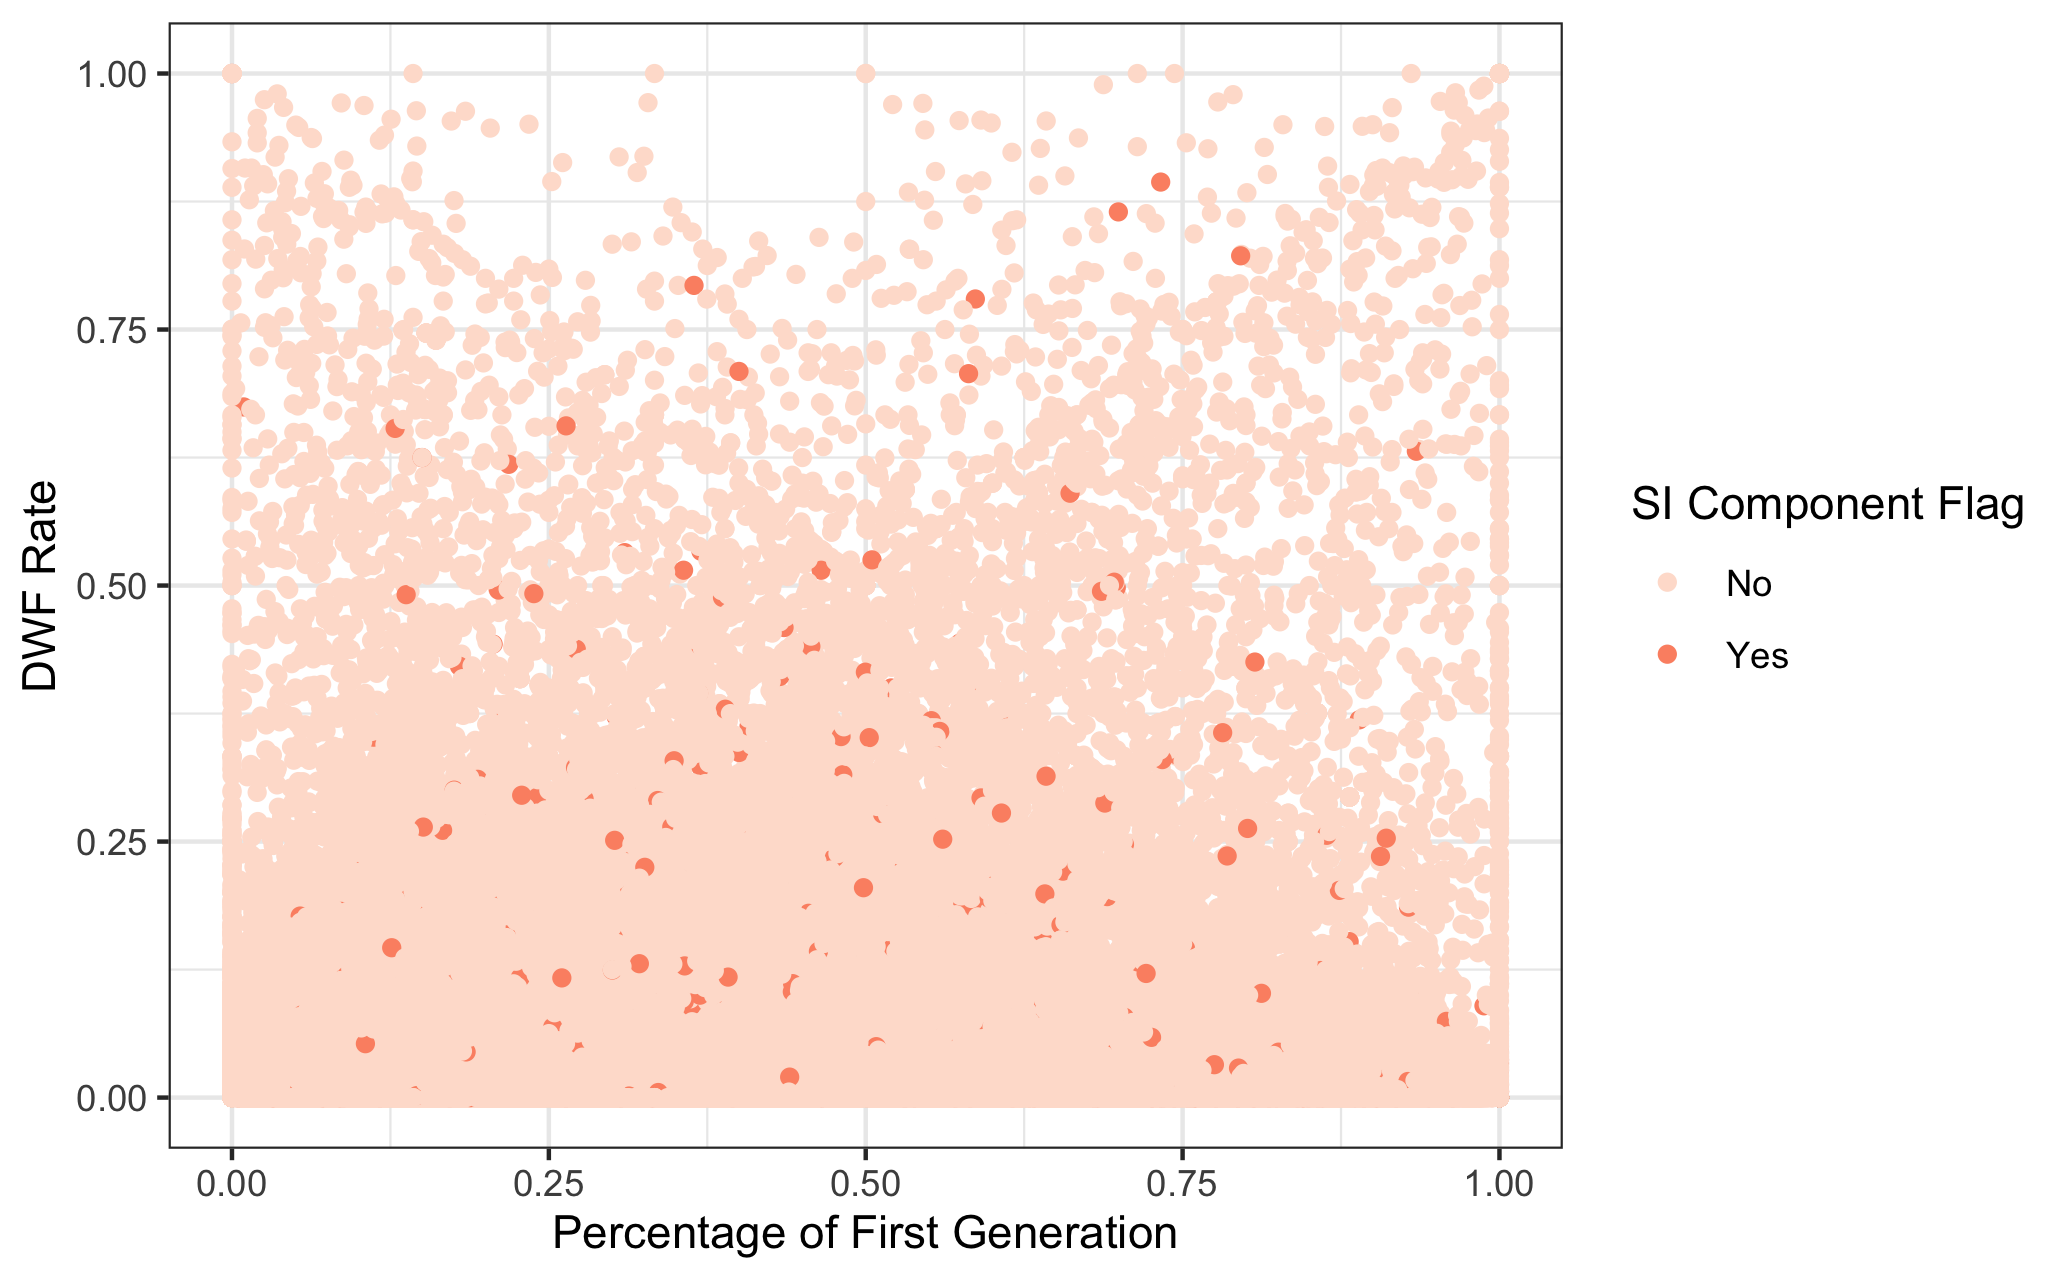 1.00
0.75
0.50
0.25
0.00
DWF Rate
0.00 0.25 0.50 0.75 1.00
Percentage of First Generation
SI Component Flag
No
Yes